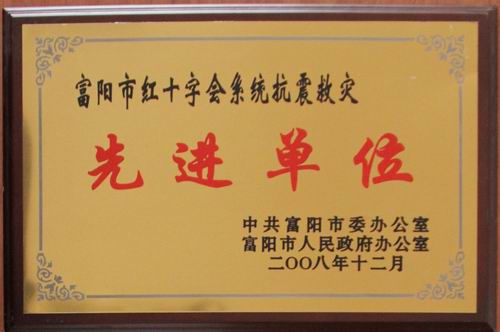 富阳市红十字会系统抗震救灾
先进单位
中共富阳市委办公室
富阳市人民政府办公室
二〇〇八年十二月